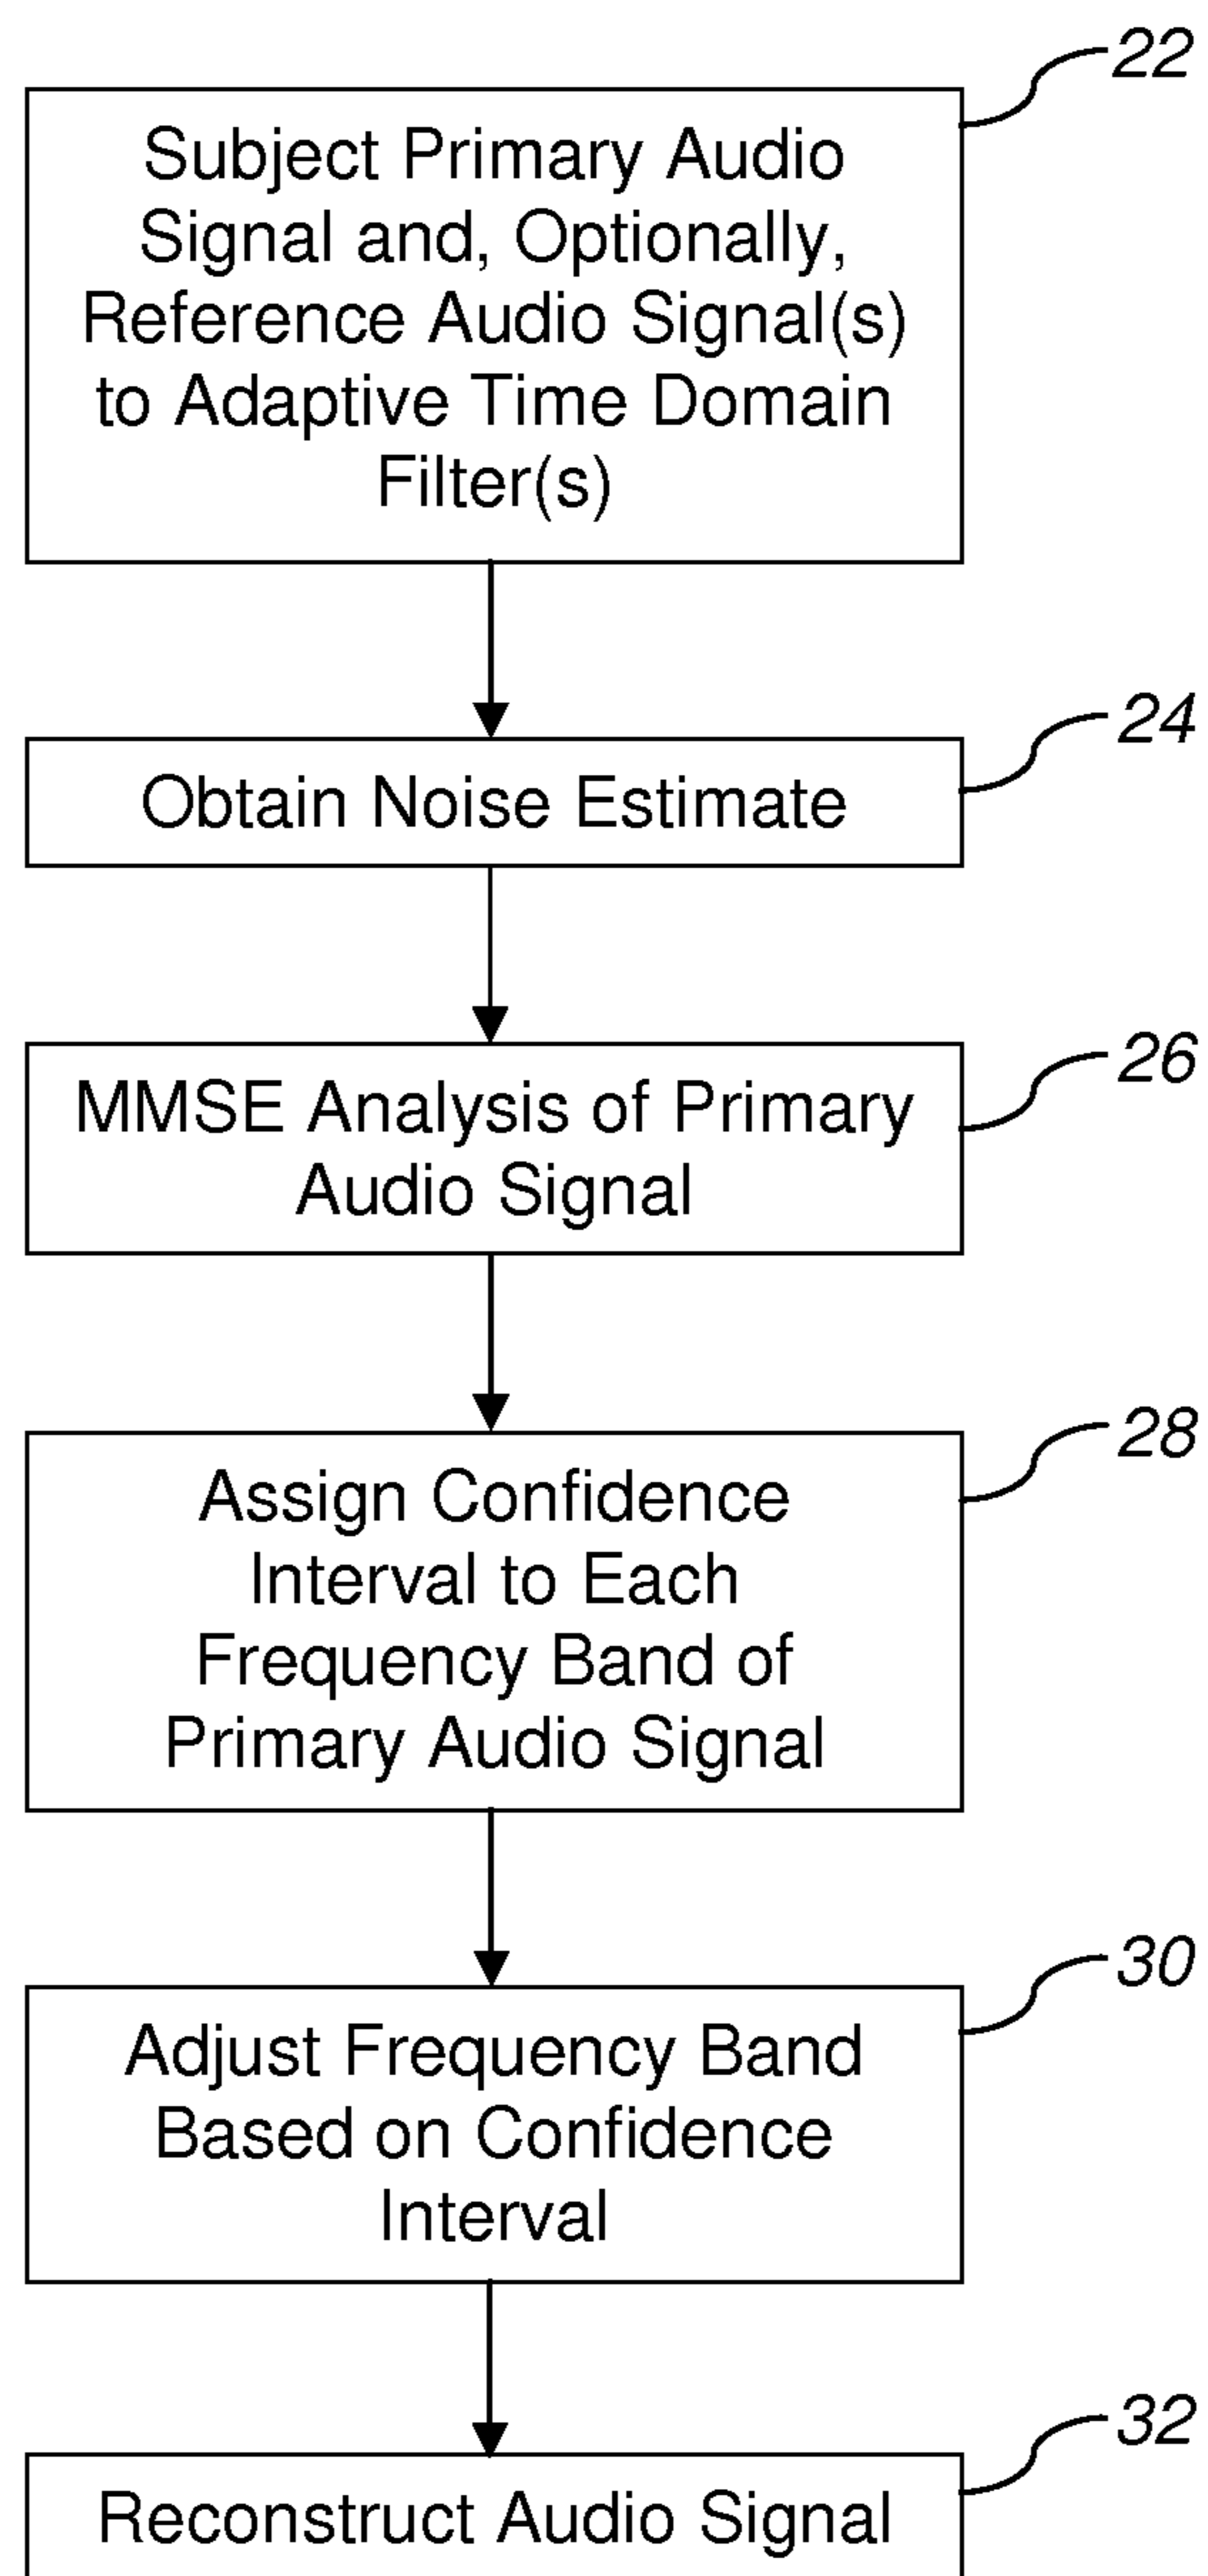 22
Subject Primary Audio
Signal and, Optionally,
Reference Audio Signal(s)
to Adaptive Time Domain
Filter(s)
24
Obtain Noise Estimate
26
MMSE Analysis of Primary
Audio Signal
28
Assign Confidence
Interval to Each
Frequency Band of
Primary Audio Signal
30
Adjust Frequency Band
Based on Confidence
Interval
32
Reconstruct Audio Signal